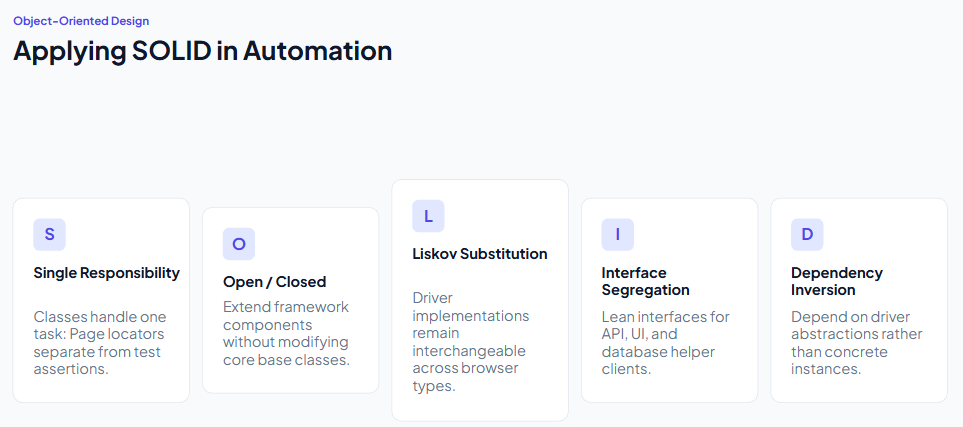 Object-Oriented Design
Applying SOLID in Automation
S
Single Responsibility
Classes handle one
task: Page locators
separate from test
assertions.
O
Open / Closed
Extend framework
components
without modifying
core base classes.
L
Liskov Substitution
Driver
implementations
remain
interchangeable
across browser
types.
I
Interface
Segregation
Lean interfaces for
API, UI, and
database helper
clients.
D
Dependency
Inversion
Depend on driver
abstractions rather
than concrete
instances.